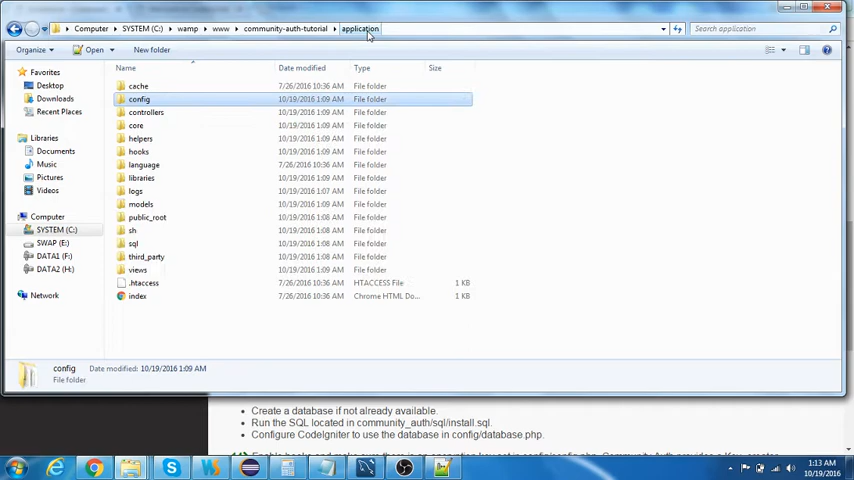 Computer SYSTEM (C:) wamp www community-auth-tutorial application Search application
Organize Open New folder
Favorites
Desktop
Downloads
Recent Places
Libraries
Documents
Music
Pictures
Videos
Computer
SYSTEM (C:)
SWAP (E:)
DATA1 (F:)
DATA2 (H:)
Network
Name Date modified Type Size
cache 7/26/2016 10:36 AM File folder
config 10/19/2016 1:09 AM File folder
controllers 10/19/2016 1:09 AM File folder
core 10/19/2016 1:09 AM File folder
helpers 10/19/2016 1:09 AM File folder
hooks 10/19/2016 1:09 AM File folder
language 7/26/2016 10:36 AM File folder
libraries 10/19/2016 1:09 AM File folder
logs 10/19/2016 1:07 AM File folder
models 10/19/2016 1:09 AM File folder
public_root 10/19/2016 1:08 AM File folder
sh 10/19/2016 1:08 AM File folder
sql 10/19/2016 1:08 AM File folder
third_party 10/19/2016 1:08 AM File folder
views 10/19/2016 1:09 AM File folder
.htaccess 7/26/2016 10:36 AM HTACCESS File 1 KB
index 7/26/2016 10:36 AM Chrome HTML Do... 1 KB
config Date modified: 10/19/2016 1:09 AM
File folder
• Create a database if not already available.
• Run the SQL located in community_auth/sql/install.sql.
• Configure CodeIgniter to use the database in config/database.php.
1:13 AM
10/19/2016